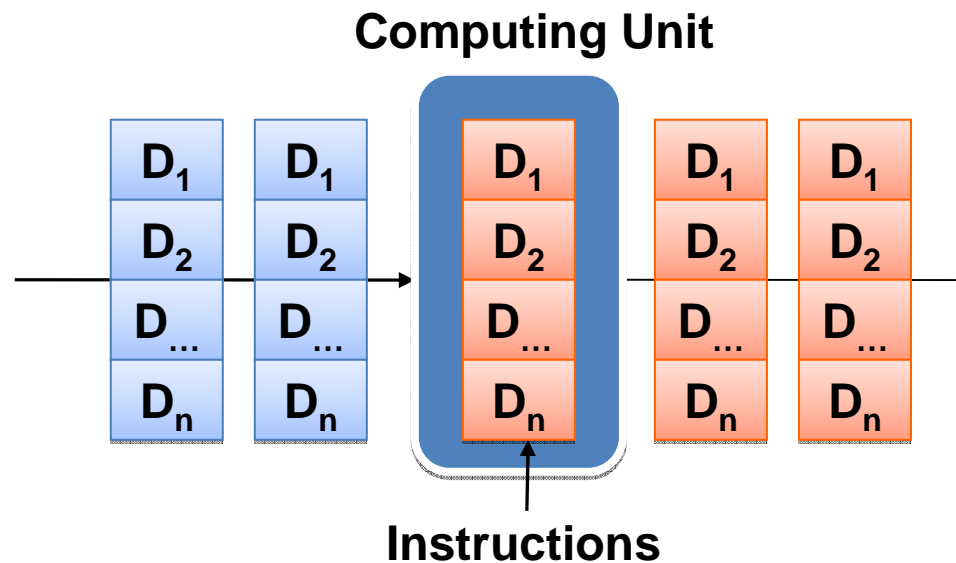 Computing Unit
D₁ D₁ D₁ D₁ D₁
D₂ D₂ D₂ D₂ D₂
D... D... D... D... D...
Dₙ Dₙ Dₙ Dₙ Dₙ
Instructions